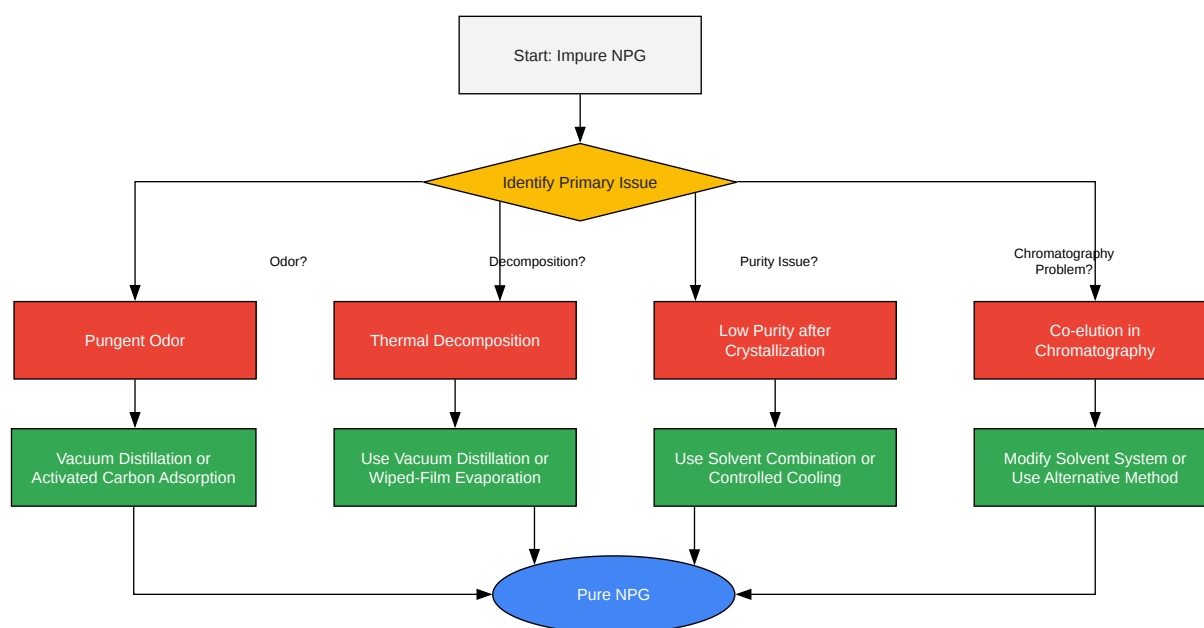 Start: Impure NPG
Identify Primary Issue
Odor?
Decomposition?
Purity Issue?
Chromatography
Problem?
Pungent Odor
Thermal Decomposition
Low Purity after
Crystallization
Co-elution in
Chromatography
Vacuum Distillation or
Activated Carbon Adsorption
Use Vacuum Distillation or
Wiped-Film Evaporation
Use Solvent Combination or
Controlled Cooling
Modify Solvent System or
Use Alternative Method
Pure NPG